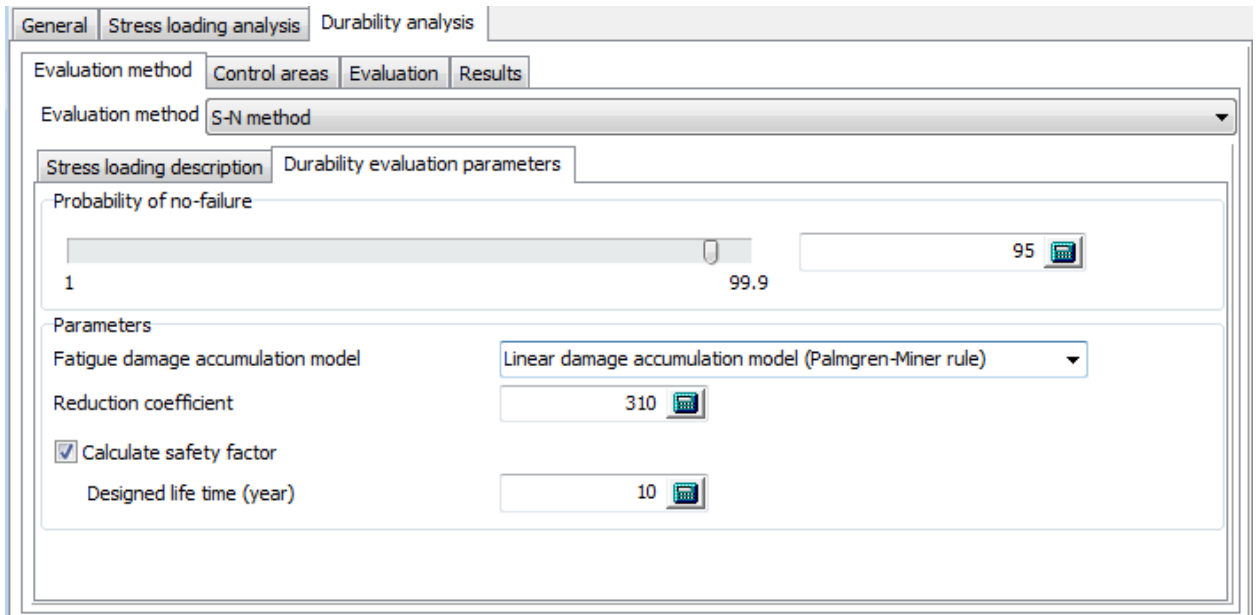 General Stress loading analysis Durability analysis
Evaluation method Control areas Evaluation Results
Evaluation method S-N method
Stress loading description Durability evaluation parameters
Probability of no-failure
95
1 99.9
Parameters
Fatigue damage accumulation model Linear damage accumulation model (Palmgren-Miner rule)
Reduction coefficient 310
Calculate safety factor
Designed life time (year) 10